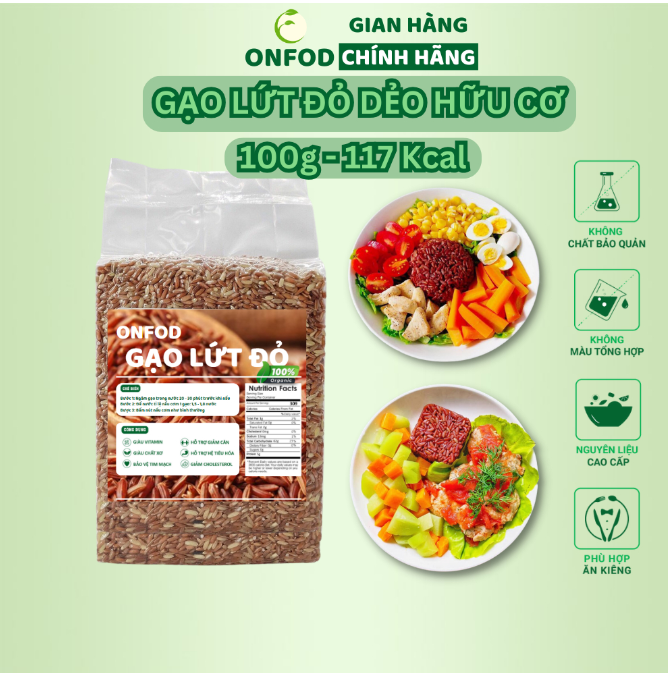 GIAN HÀNG
ONFOD CHÍNH HÃNG
GẠO LỨT ĐỎ DẺO HỮU CƠ
100g - 117 Kcal
KHÔNG
CHẤT BẢO QUẢN
KHÔNG
MÀU TỔNG HỢP
NGUYÊN LIỆU
CAO CẤP
PHÙ HỢP
ĂN KIÊNG
ONFOD
GẠO LỨT ĐỎ
100%
Organic
Nutrition Facts
GIÀU VITAMIN
HỖ TRỢ GIẢM CÂN
GIÀU CHẤT XƠ
HỖ TRỢ HỆ TIÊU HÓA
BẢO VỆ TIM MẠCH
GIẢM CHOLESTEROL